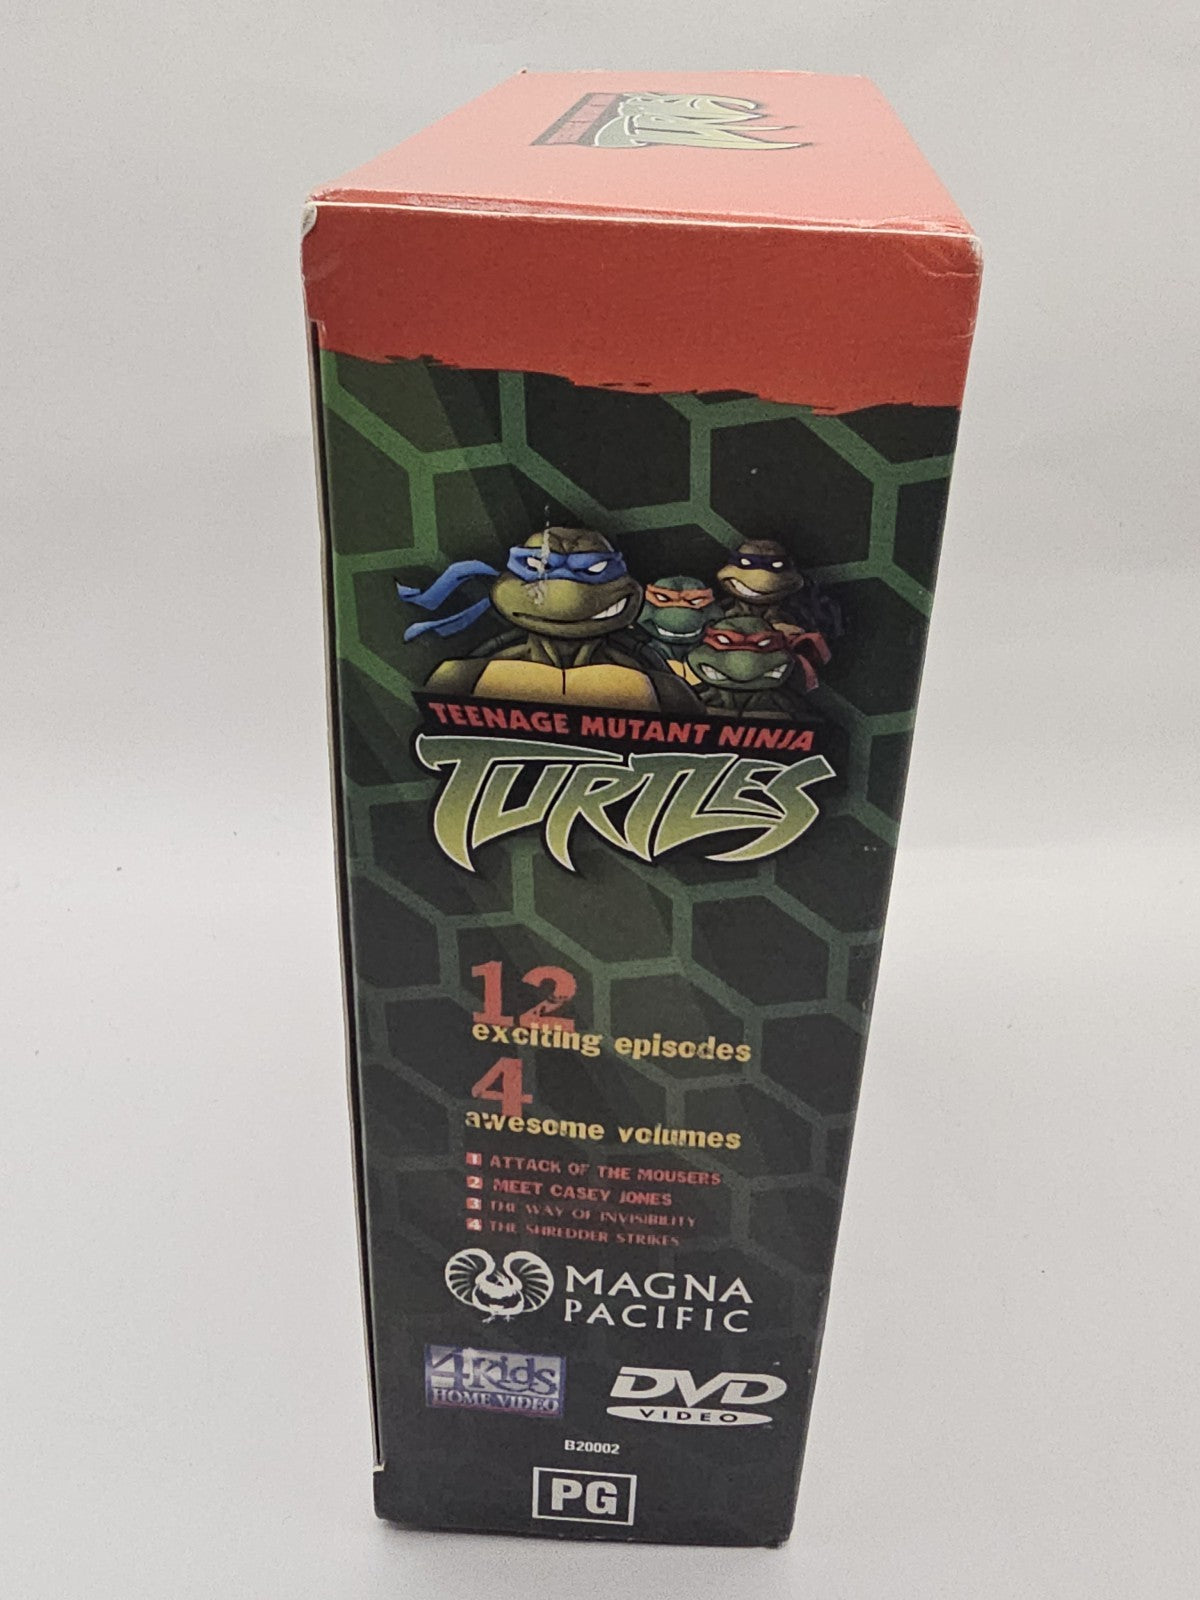 TEENAGE MUTANT NINJA
TURTLES
12
exciting episodes
4
awesome volumes
1 ATTACK OF THE MOUSERS
2 MEET CASEY JONES
3 THE WAY OF INVISIBILITY
4 THE SHREDDER STRIKES
MAGNA
PACIFIC
4Kids
HOME VIDEO
DVD
VIDEO
B20002
PG